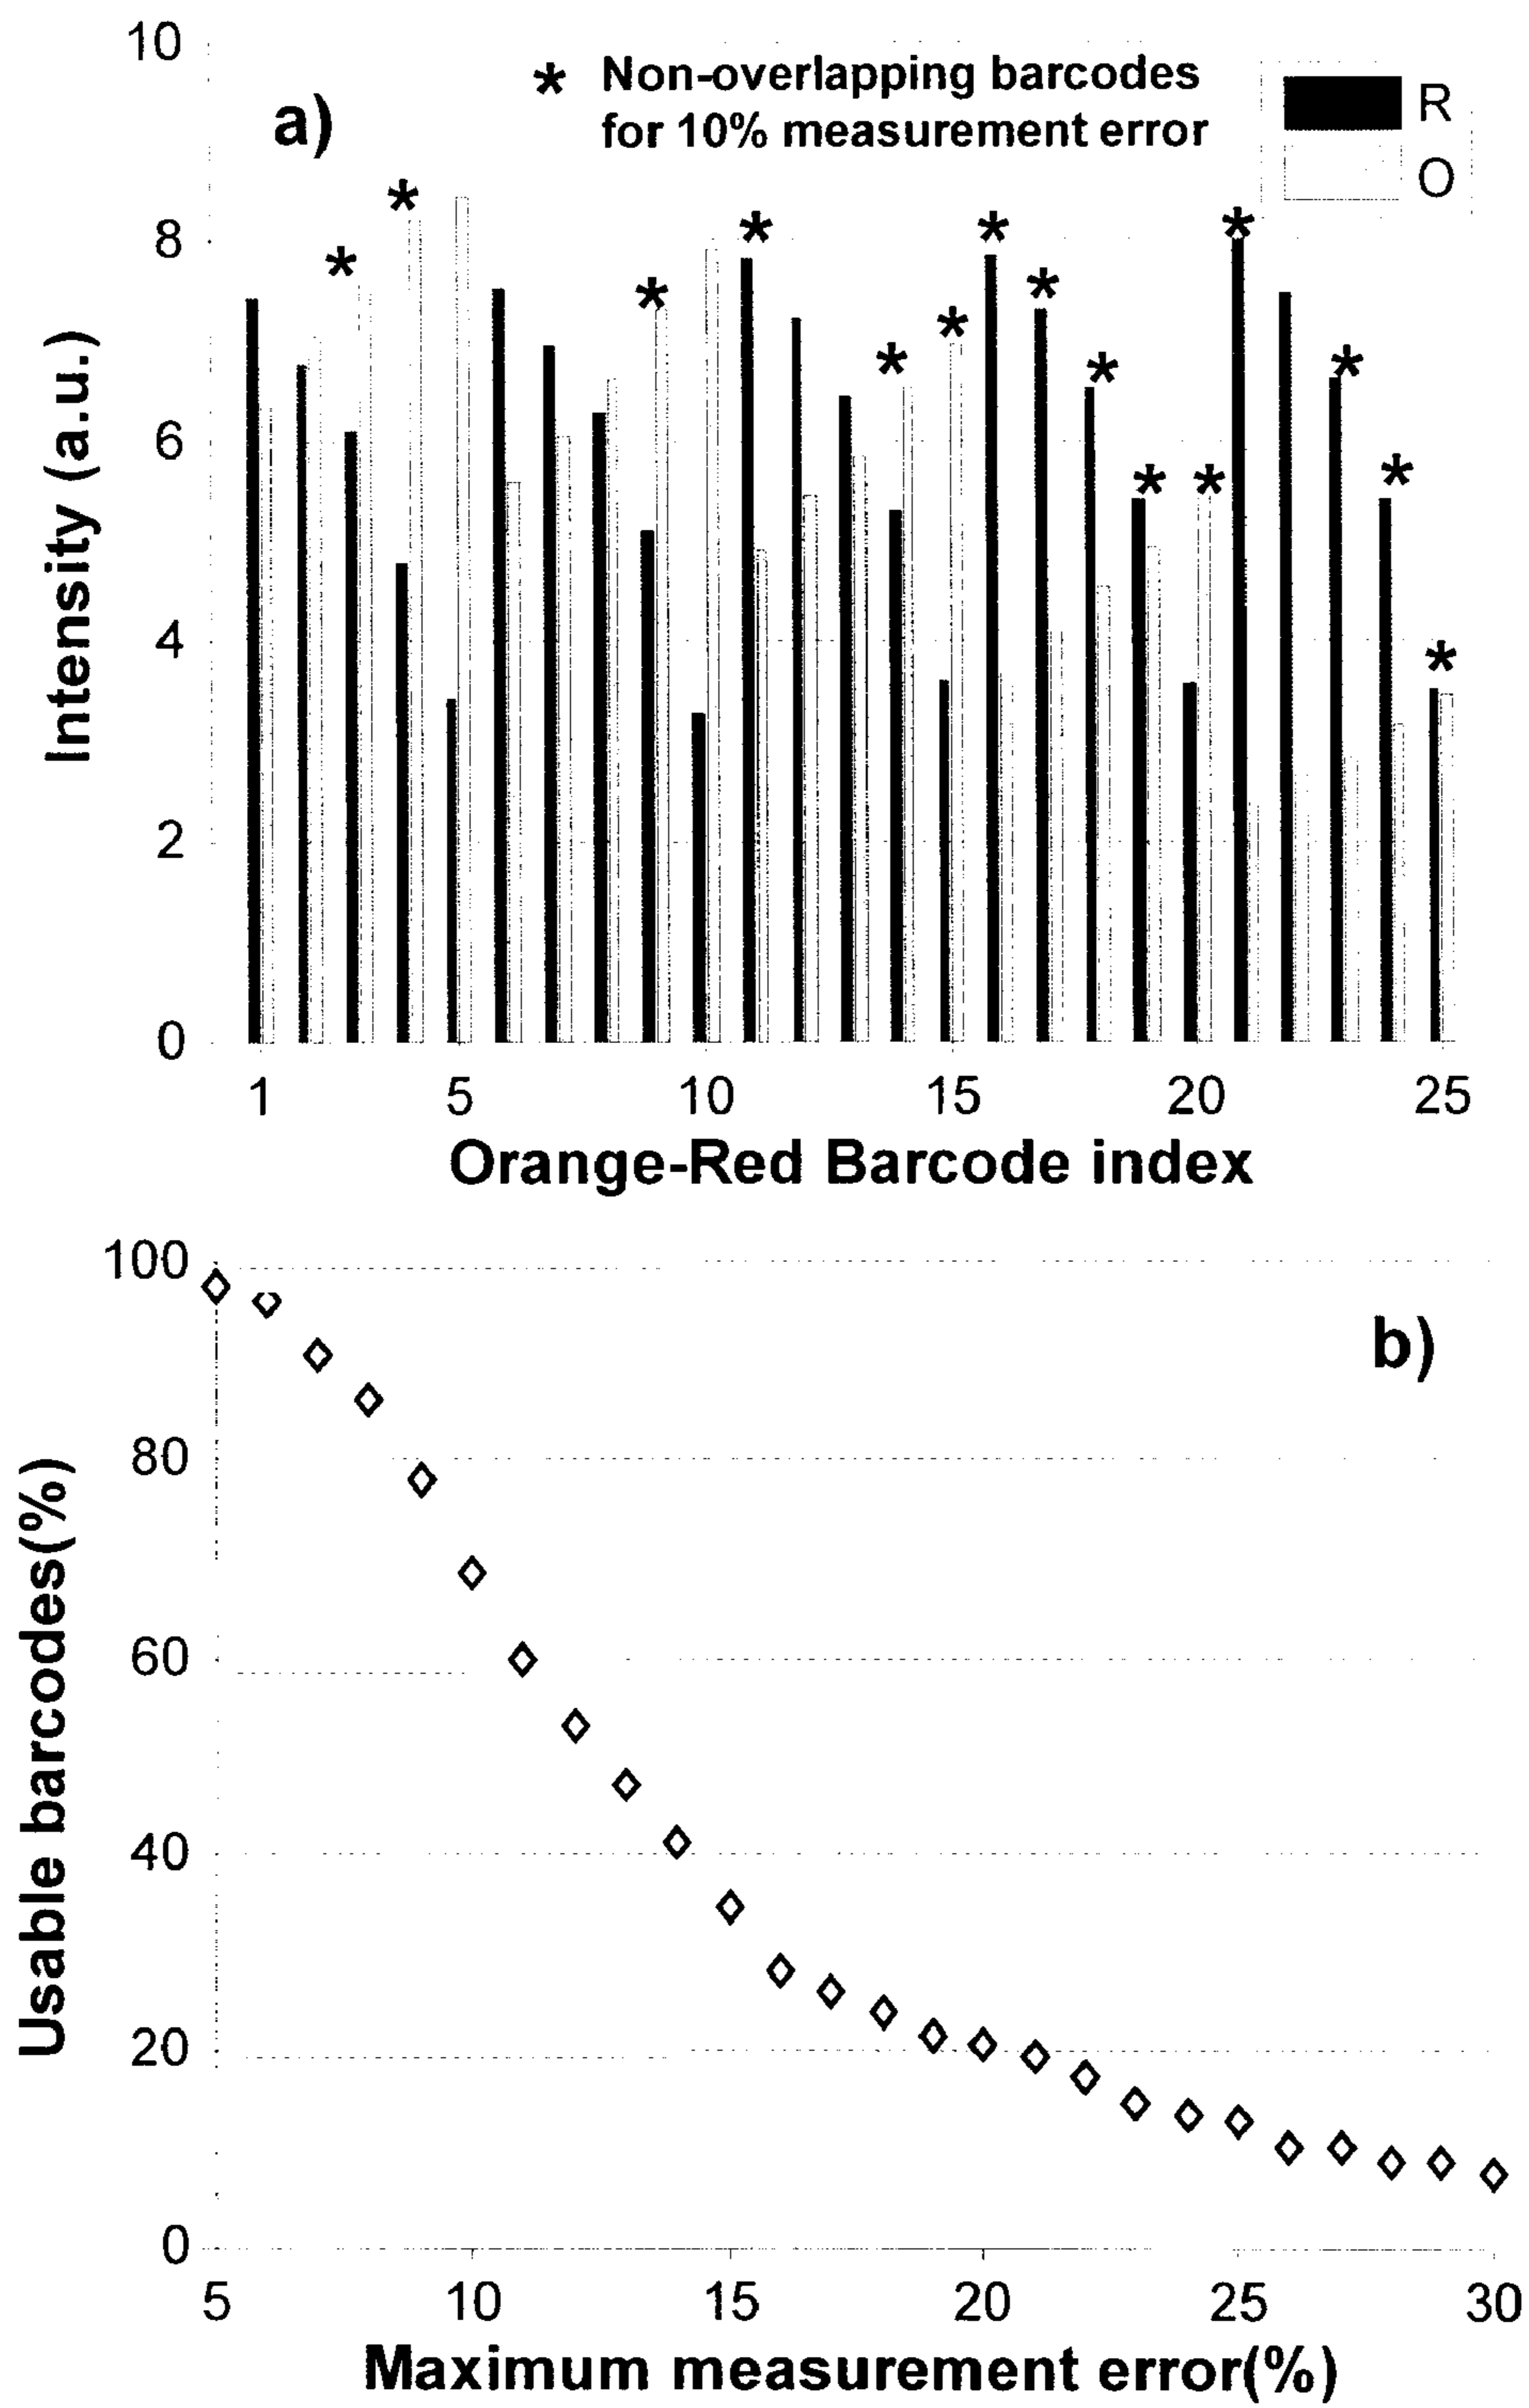 10
* Non-overlapping barcodes
for 10% measurement error
a)
R
O
8
6
4
2
0
Intensity (a.u.)
1 5 10 15 20 25
Orange-Red Barcode index
100
b)
80
60
40
20
0
Usable barcodes(%)
5 10 15 20 25 30
Maximum measurement error(%)